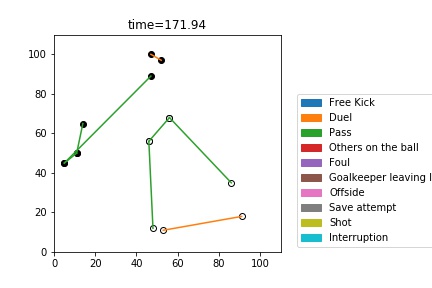 time=171.94
100
80
60
40
20
0
0 20 40 60 80 100
Free Kick
Duel
Pass
Others on the ball
Foul
Goalkeeper leaving l
Offside
Save attempt
Shot
Interruption